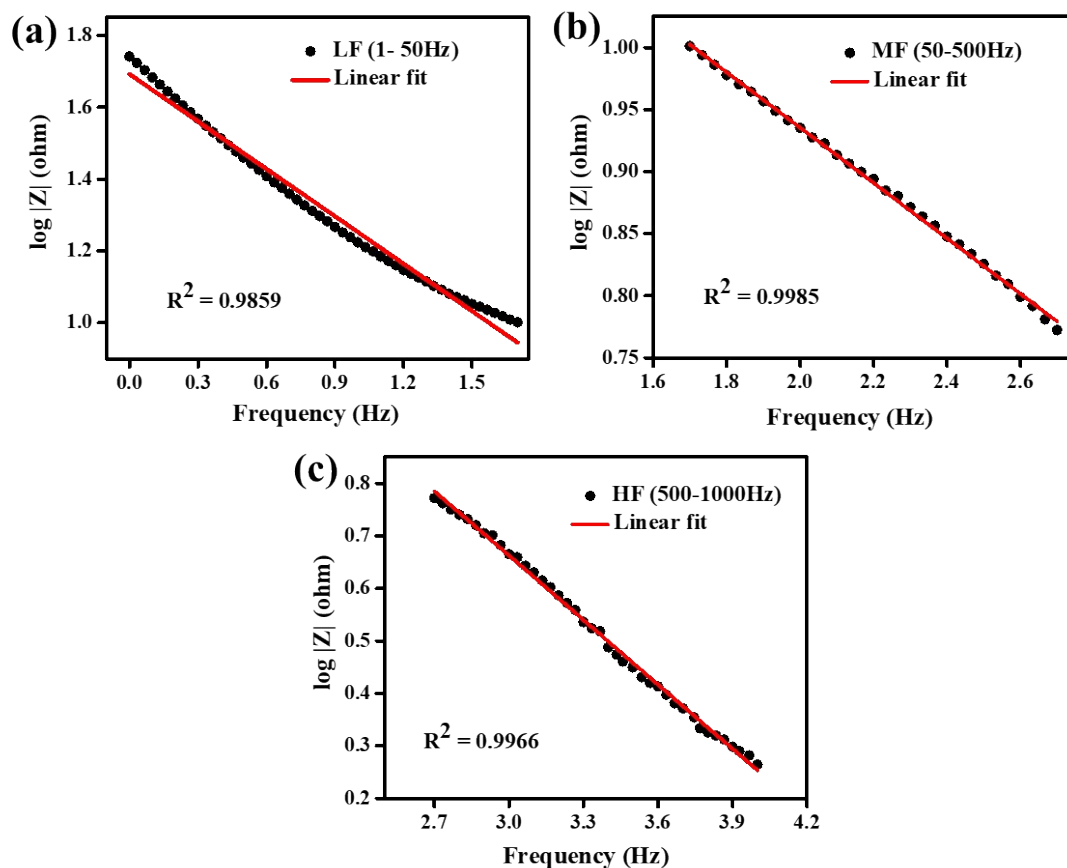 (a)
LF (1- 50Hz)
Linear fit
R² = 0.9859
log |Z| (ohm)
1.8
1.6
1.4
1.2
1.0
0.0 0.3 0.6 0.9 1.2 1.5
Frequency (Hz)
(b)
MF (50-500Hz)
Linear fit
R² = 0.9985
log |Z| (ohm)
1.00
0.95
0.90
0.85
0.80
0.75
1.6 1.8 2.0 2.2 2.4 2.6
Frequency (Hz)
(c)
HF (500-1000Hz)
Linear fit
R² = 0.9966
log |Z| (ohm)
0.8
0.7
0.6
0.5
0.4
0.3
0.2
2.7 3.0 3.3 3.6 3.9 4.2
Frequency (Hz)